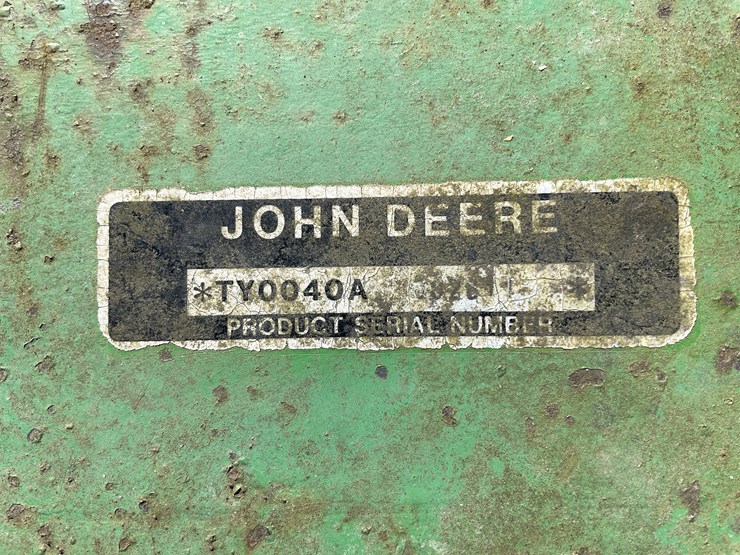 JOHN DEERE
*TY0040A *
PRODUCT SERIAL NUMBER